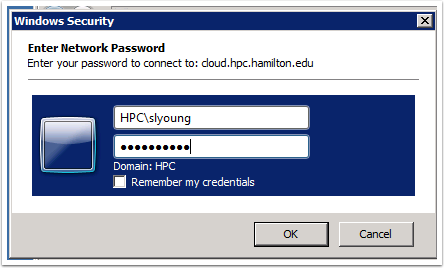 Windows Security
Enter Network Password
Enter your password to connect to: cloud.hpc.hamilton.edu
HPC\slyoung
●●●●●●●●●●
Domain: HPC
Remember my credentials
OK
Cancel